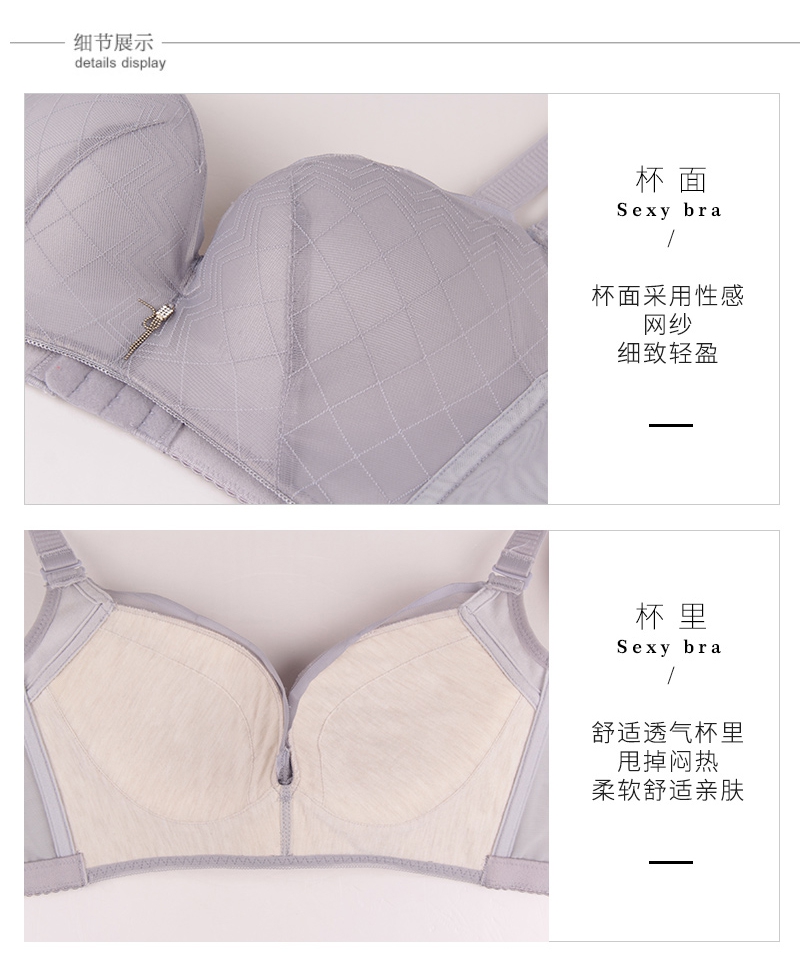 细节展示
details display
杯面
Sexy bra
/
杯面采用性感
网纱
细致轻盈
杯里
Sexy bra
/
舒适透气杯里
甩掉闷热
柔软舒适亲肤